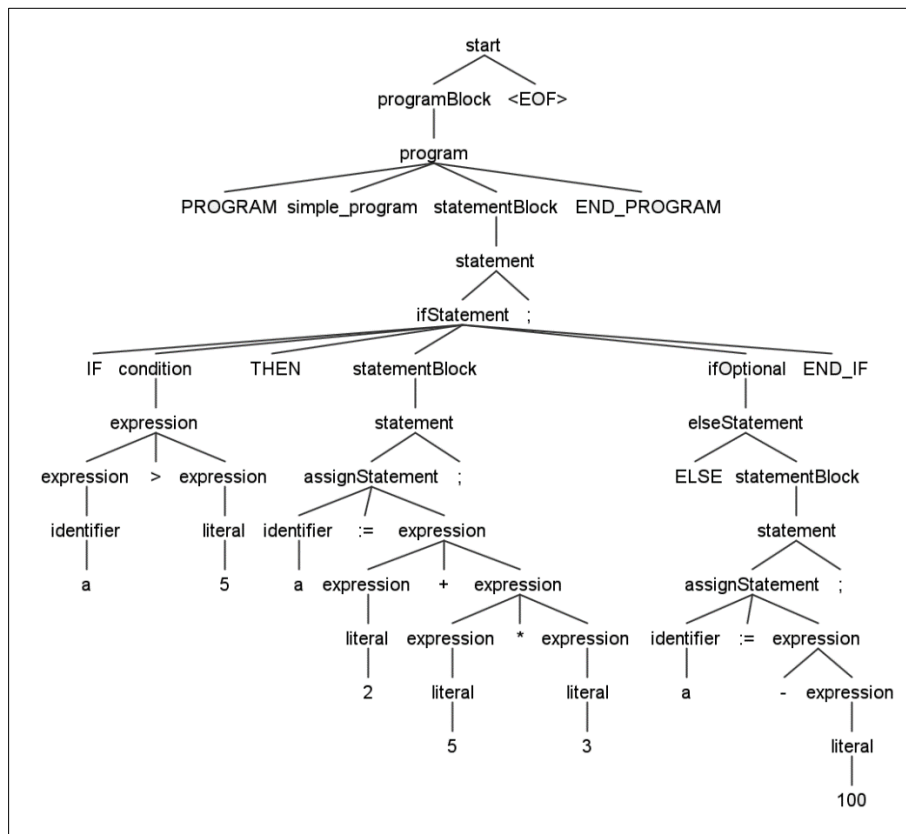 start
programBlock <EOF>
program
PROGRAM simple_program statementBlock END_PROGRAM
statement
ifStatement ;
IF condition THEN statementBlock ifOptional END_IF
expression statement elseStatement
expression > expression assignStatement ; ELSE statementBlock
identifier literal identifier := expression statement
a 5 a expression + expression assignStatement ;
literal expression * expression identifier := expression
2 literal literal a - expression
5 3 literal
100